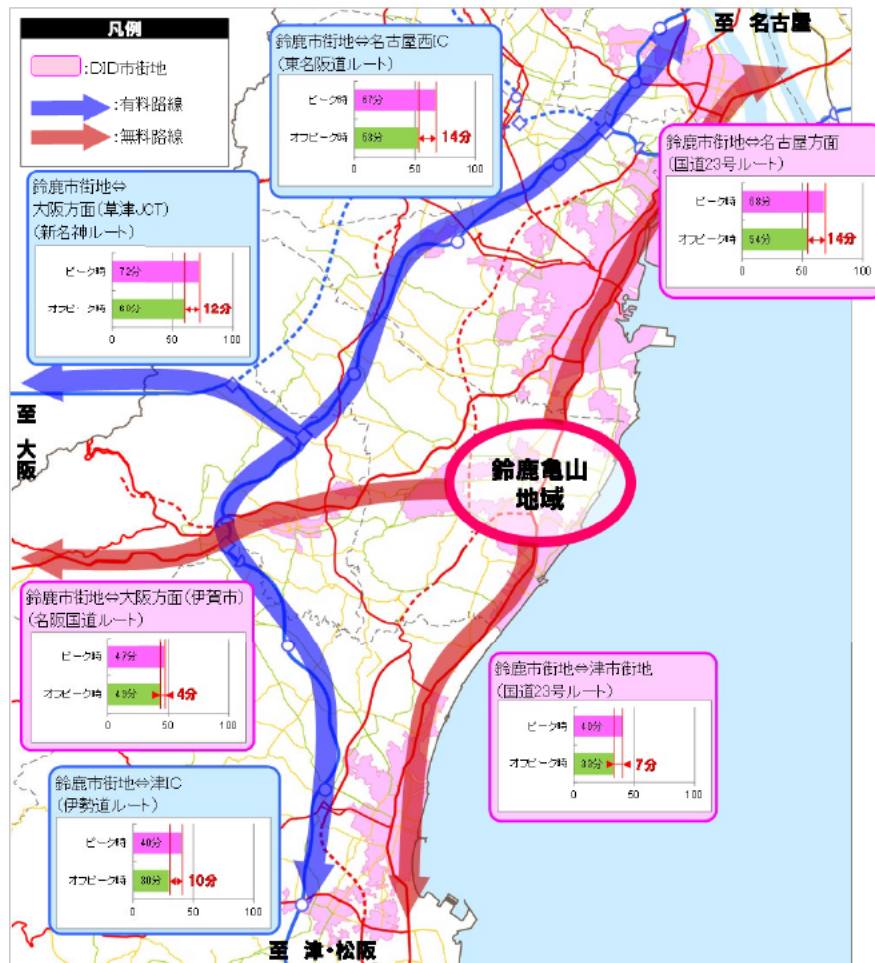 凡例
:DID市街地
:有料路線
:無料路線
鈴鹿市街地⇔名古屋西IC
(東名阪道ルート)
ピーク時
67分
オフピーク時
53分
14分
0 50 100
至 名古屋
鈴鹿市街地⇔名古屋方面
(国道23号ルート)
ピーク時
68分
オフピーク時
54分
14分
0 50 100
鈴鹿市街地⇔
大阪方面(草津JCT)
(新名神ルート)
ピーク時
72分
オフピーク時
60分
12分
0 50 100
至 大阪
鈴鹿亀山
地域
鈴鹿市街地⇔大阪方面(伊賀市)
(名阪国道ルート)
ピーク時
47分
オフピーク時
43分
4分
0 50 100
鈴鹿市街地⇔津市街地
(国道23号ルート)
ピーク時
40分
オフピーク時
33分
7分
0 50 100
鈴鹿市街地⇔津IC
(伊勢道ルート)
ピーク時
40分
オフピーク時
30分
10分
0 50 100
至 津・松阪